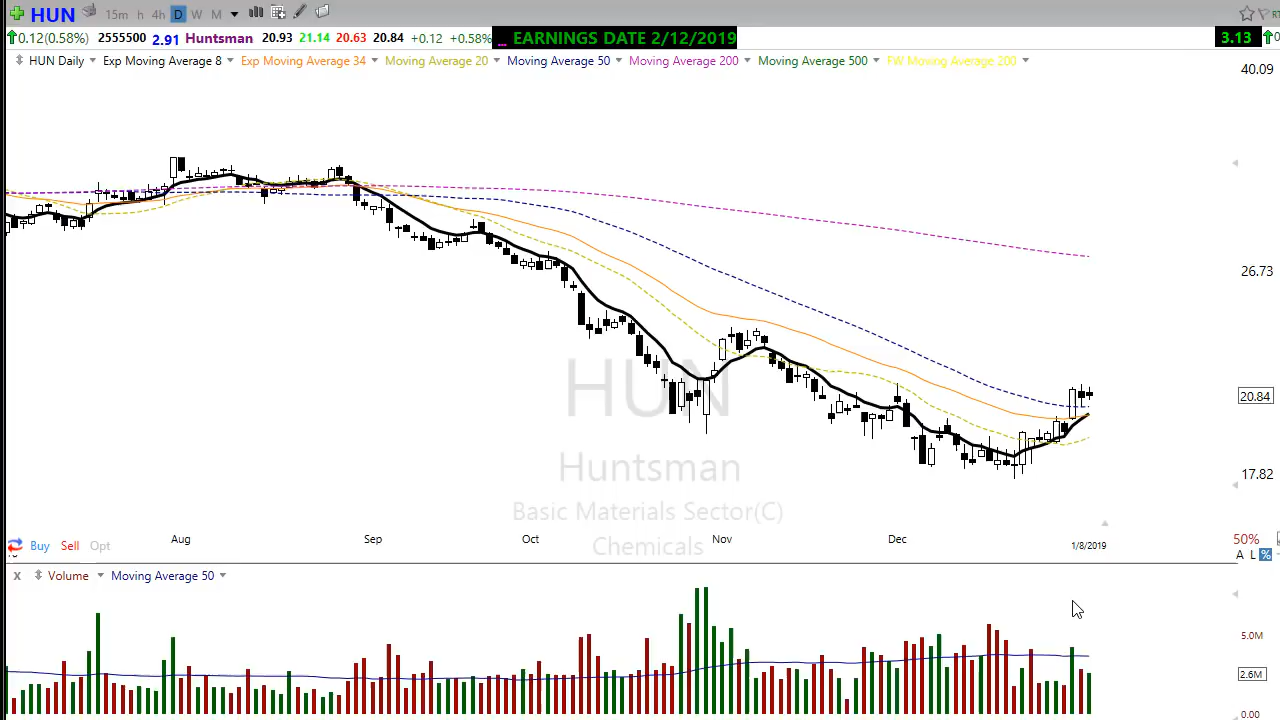 HUN 15m h 4h D W M
0.12(0.58%) 2555500 2.91 Huntsman 20.93 21.14 20.63 20.84 +0.12 +0.58% _ EARNINGS DATE 2/12/2019 3.13
HUN Daily Exp Moving Average 8 Exp Moving Average 34 Moving Average 20 Moving Average 50 Moving Average 200 Moving Average 500 FW Moving Average 200
40.09
26.73
HUN
20.84
Huntsman
17.82
Basic Materials Sector(C)
Chemicals
Aug Sep Oct Nov Dec 1/8/2019
Buy Sell Opt 50%
A L %
X Volume Moving Average 50
5.0M
2.6M
0.00